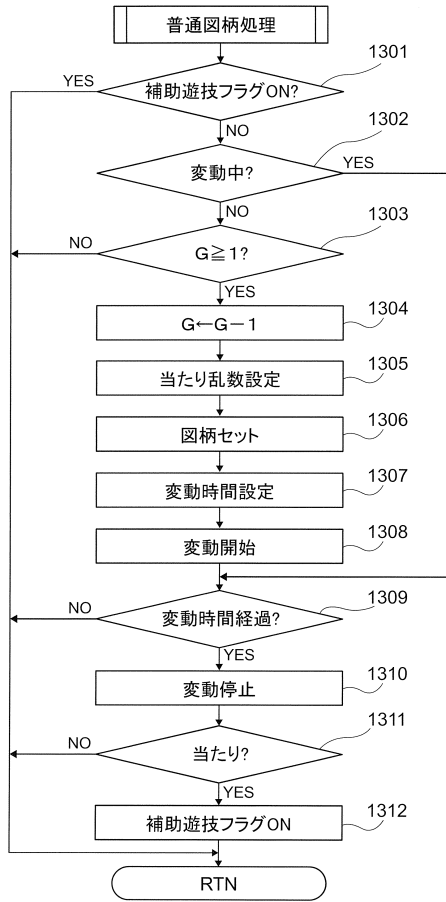 普通図柄処理
1301
YES
補助遊技フラグON?
NO
1302
変動中?
YES
NO
1303
NO
G≧1?
YES
1304
G←G－1
1305
当たり乱数設定
1306
図柄セット
1307
変動時間設定
1308
変動開始
1309
NO
変動時間経過?
YES
1310
変動停止
1311
NO
当たり?
YES
1312
補助遊技フラグON
RTN